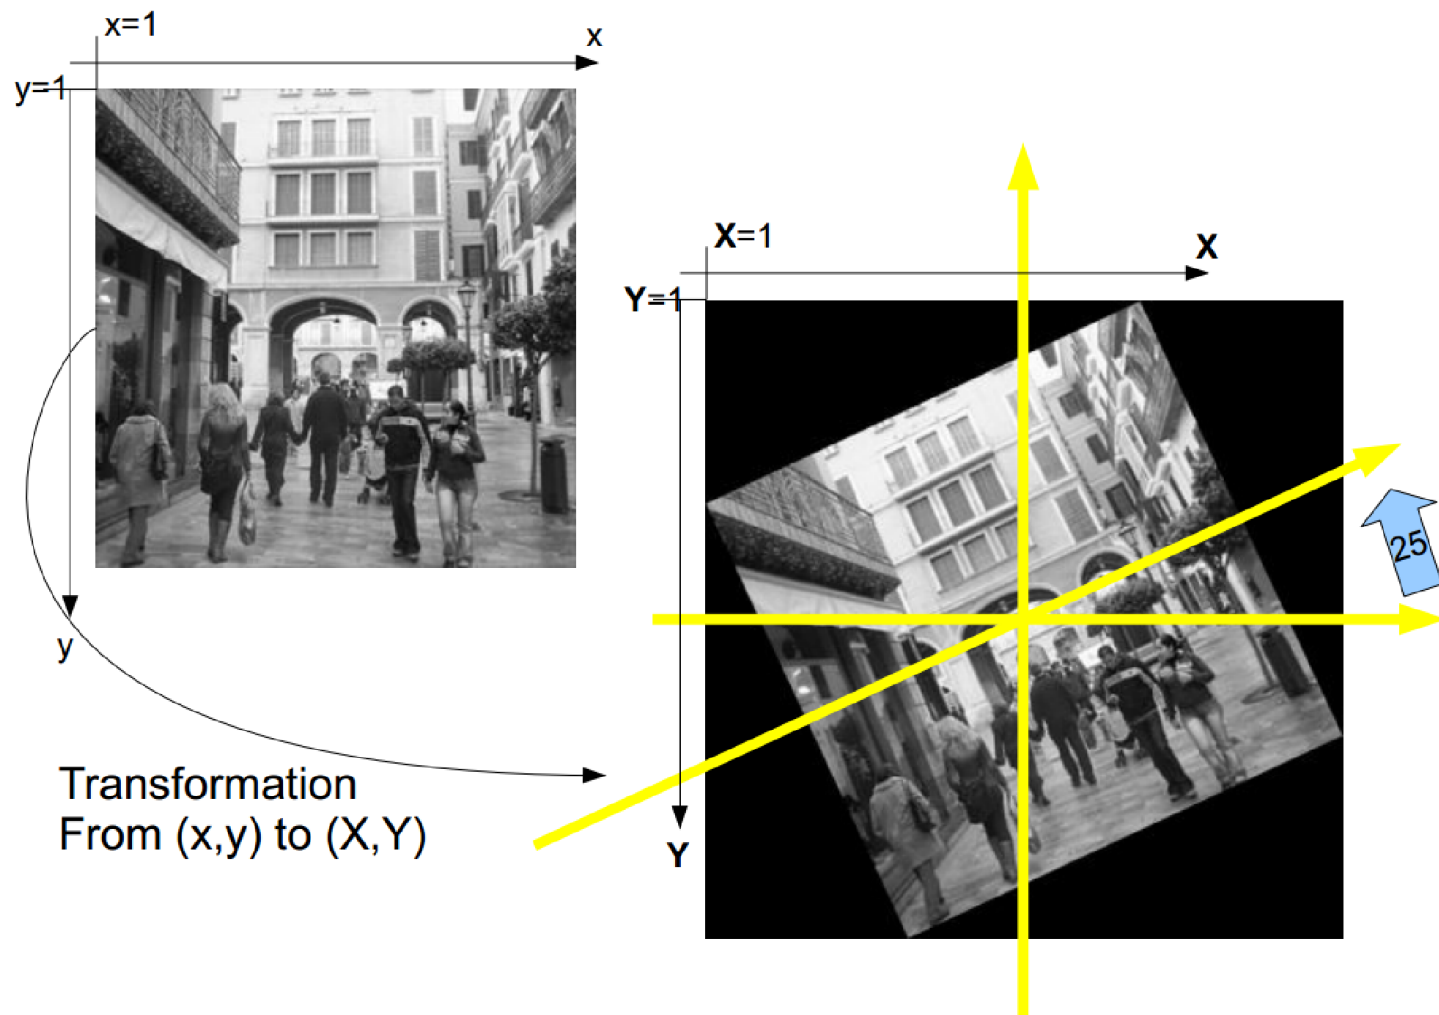 x=1
x
y=1
y
X=1
X
Y=1
Y
25
Transformation
From (x,y) to (X,Y)